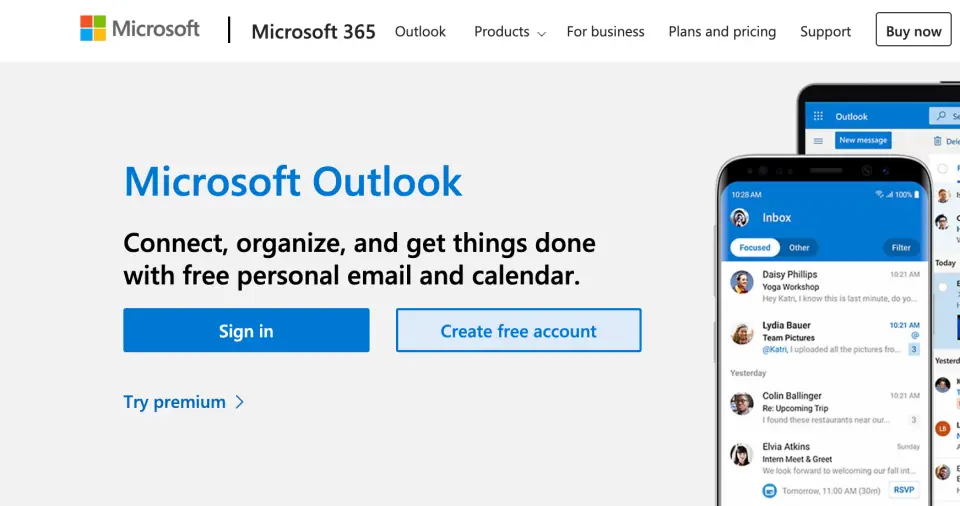 Microsoft
Microsoft 365
Outlook
Products
For business
Plans and pricing
Support
Buy now
Microsoft Outlook
Connect, organize, and get things done
with free personal email and calendar.
Sign in
Create free account
Try premium
Outlook
New message
10:28 AM
100%
Inbox
Focused
Other
Filter
Daisy Phillips
Yoga Workshop
10:21 AM
Hey Katri, I know this is last minute, do yo...
Lydia Bauer
10:21 AM
Team Pictures
@
@Katri, I uploaded all the pictures fro...
3
Yesterday
Colin Ballinger
10:21 AM
Re: Upcoming Trip
I found these restaurants near our...
3
Elvia Atkins
Sunday
Intern Meet & Greet
We look forward to welcoming our fall int...
Tomorrow, 11:00 AM (30m)
RSVP
Today
LB